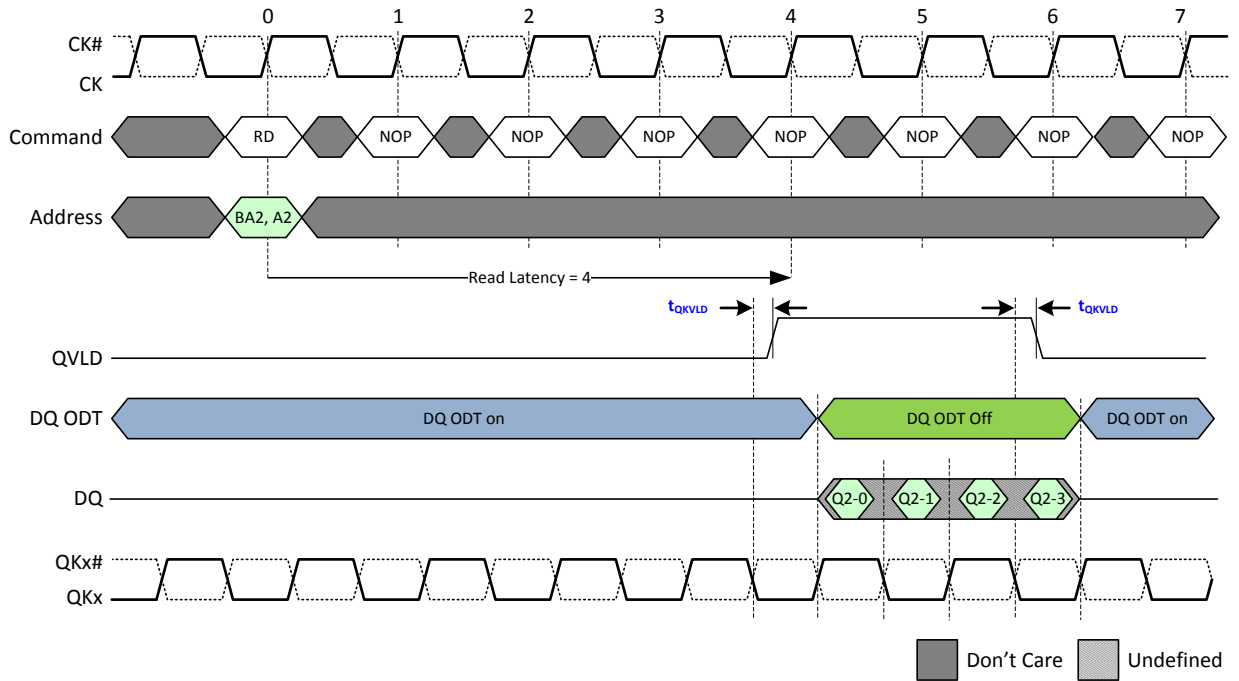 0 1 2 3 4 5 6 7
CK#
CK
Command RD NOP NOP NOP NOP NOP NOP NOP
Address BA2, A2
Read Latency = 4
tQKVLD tQKVLD
QVLD
DQ ODT DQ ODT on DQ ODT Off DQ ODT on
DQ Q2-0 Q2-1 Q2-2 Q2-3
QKx#
QKx
Don't Care Undefined